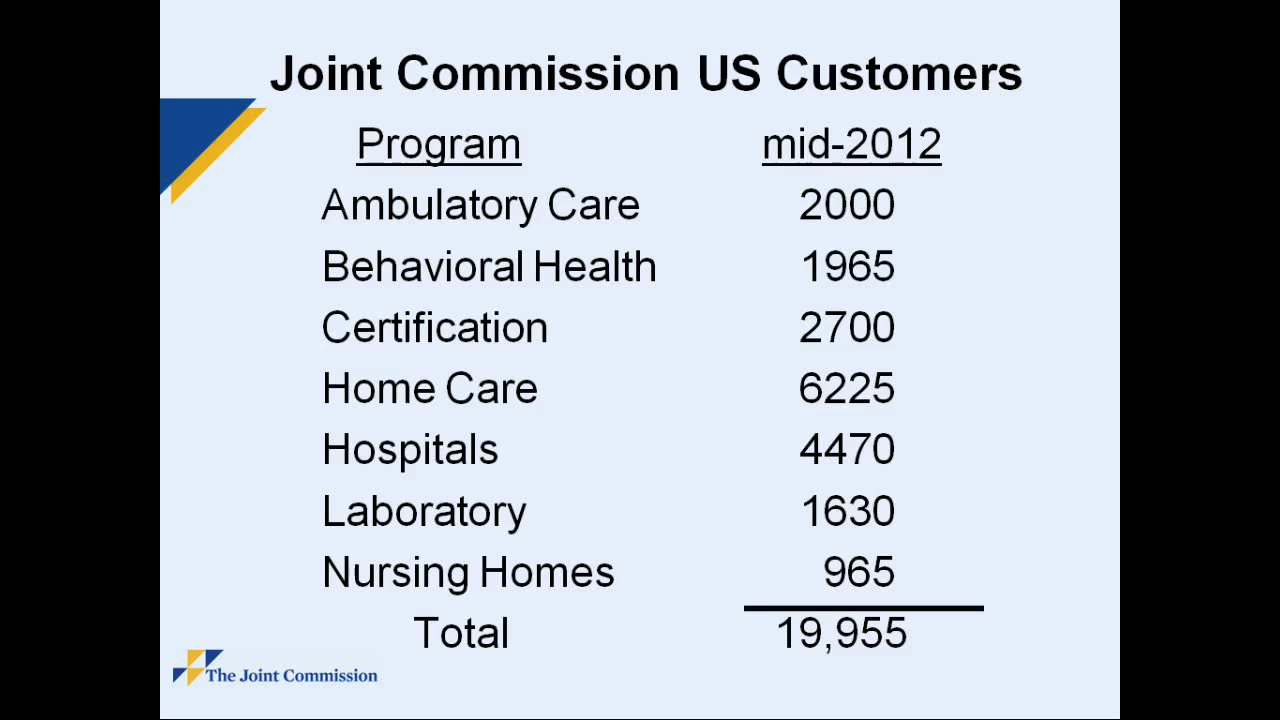 Joint Commission US Customers
Program mid-2012
Ambulatory Care 2000
Behavioral Health 1965
Certification 2700
Home Care 6225
Hospitals 4470
Laboratory 1630
Nursing Homes 965
Total 19,955
The Joint Commission